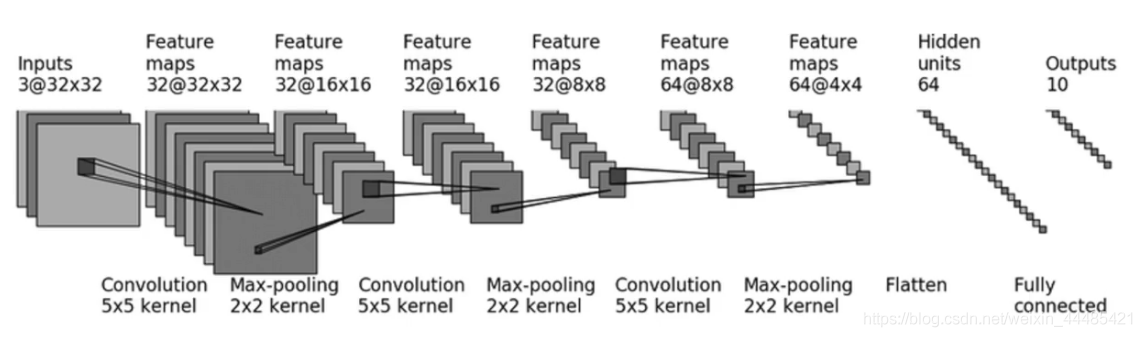 Inputs
3@32x32
Feature
maps
32@32x32
Feature
maps
32@16x16
Feature
maps
32@16x16
Feature
maps
32@8x8
Feature
maps
64@8x8
Feature
maps
64@4x4
Hidden
units
64
Outputs
10
Convolution
5x5 kernel
Max-pooling
2x2 kernel
Convolution
5x5 kernel
Max-pooling
2x2 kernel
Convolution
5x5 kernel
Max-pooling
2x2 kernel
Flatten
Fully
connected
https://blog.csdn.net/weixin_44485421